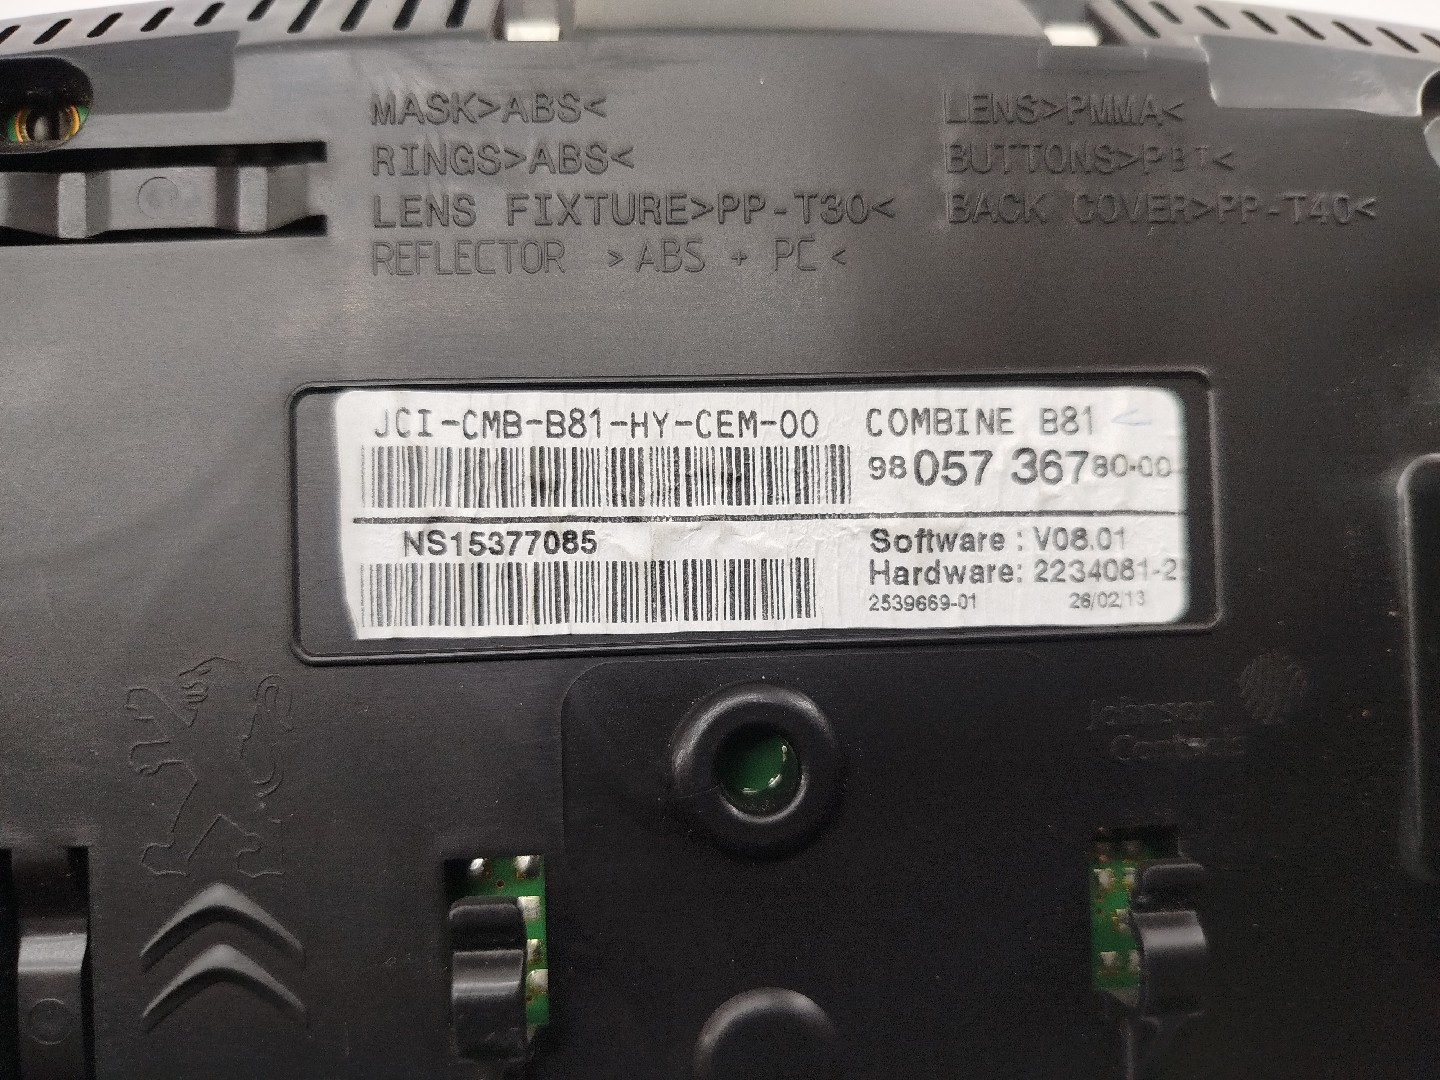 MASK>ABS<
RINGS>ABS<
LENS FIXTURE>PP-T30<
REFLECTOR >ABS + PC<
LENS>PMMA<
BUTTONS>PBT<
BACK COVER>PP-T40<
JCI-CMB-B81-HY-CEM-00
COMBINE B81
98 057 367 80-00
NS15377085
Software : V08.01
Hardware: 2234081-2
2539669-01 26/02/13
Johnson
Controls